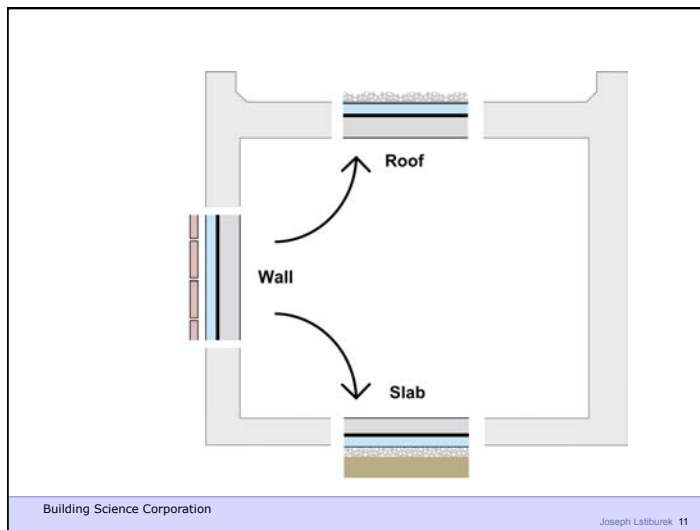 Roof
Wall
Slab
Building Science Corporation
Joseph Lstiburek 11